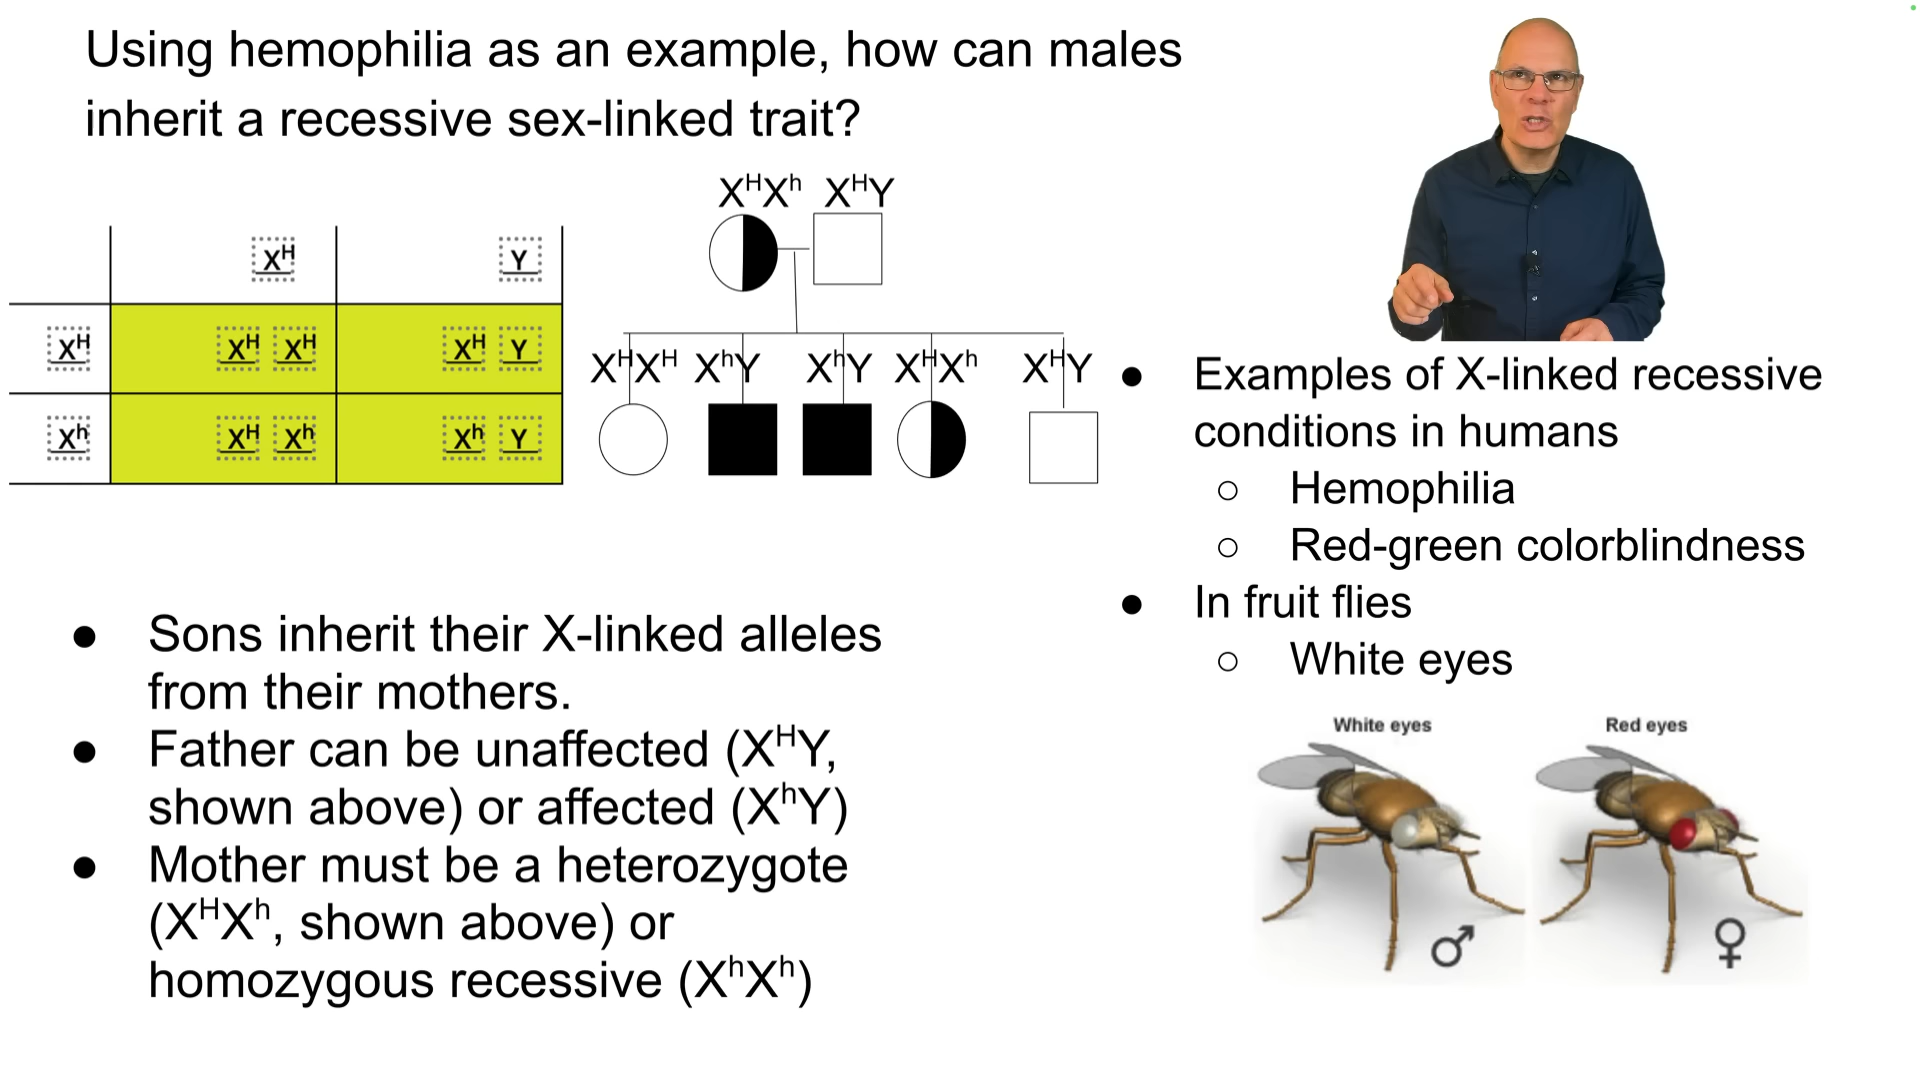 Using hemophilia as an example, how can males
inherit a recessive sex-linked trait?
XᴴXʰ XᴴY
Xᴴ Y
Xᴴ Xᴴ Xᴴ Xᴴ Y
Xʰ Xᴴ Xʰ Xʰ Y
XᴴXᴴ XʰY XʰY XᴴXʰ XᴴY
● Sons inherit their X-linked alleles
from their mothers.
● Father can be unaffected (XᴴY,
shown above) or affected (XʰY)
● Mother must be a heterozygote
(XᴴXʰ, shown above) or
homozygous recessive (XʰXʰ)
● Examples of X-linked recessive
conditions in humans
○ Hemophilia
○ Red-green colorblindness
● In fruit flies
○ White eyes
White eyes Red eyes
♂ ♀